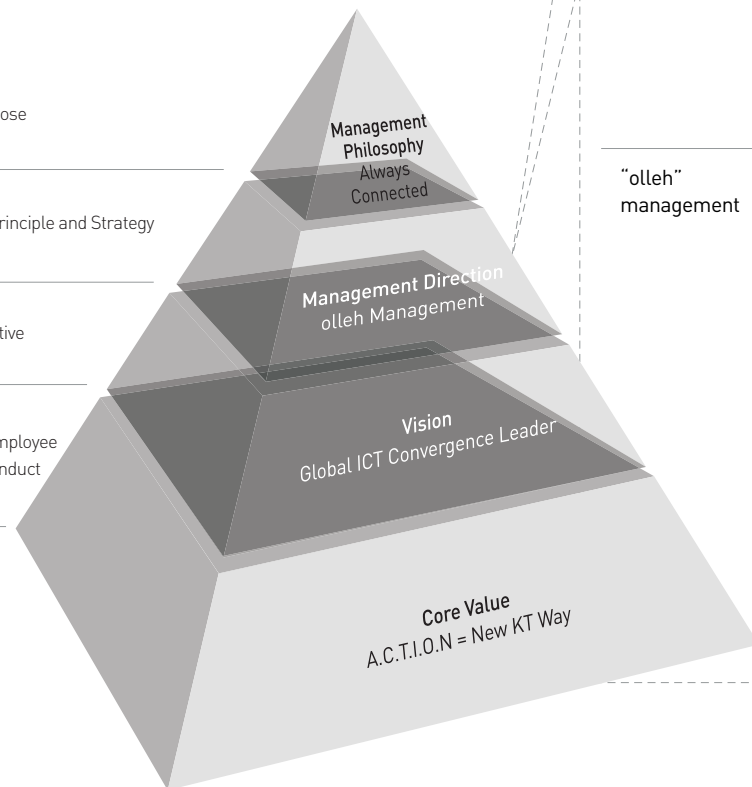 ose
rinciple and Strategy
tive
mployee
nduct
Management
Philosophy
Always
Connected
Management Direction
olleh Management
Vision
Global ICT Convergence Leader
Core Value
A.C.T.I.O.N = New KT Way
“olleh”
management